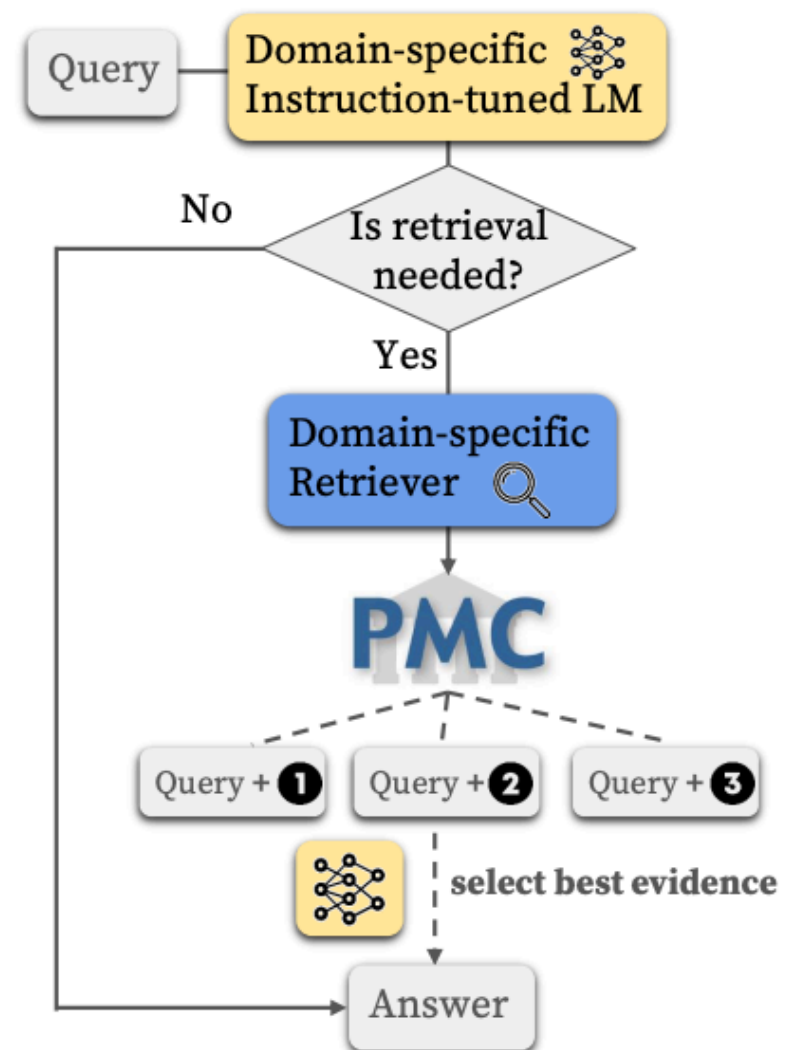 Query
Domain-specific
Instruction-tuned LM
No
Is retrieval
needed?
Yes
Domain-specific
Retriever
PMC
Query + 1
Query + 2
Query + 3
select best evidence
Answer